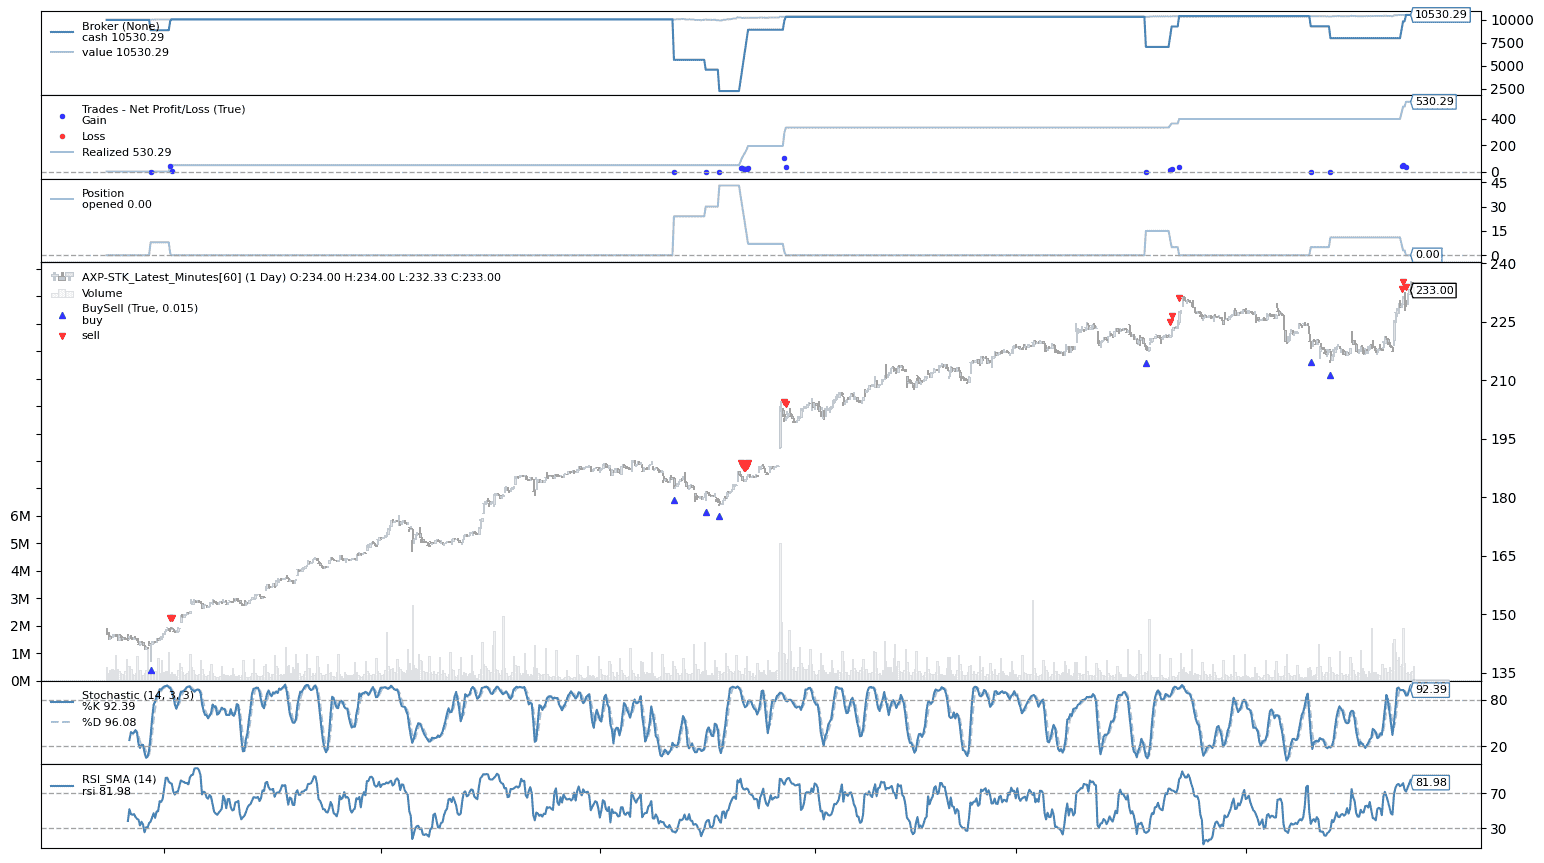 Broker (None)
cash 10530.29
value 10530.29
10530.29
10000
7500
5000
2500
Trades - Net Profit/Loss (True)
Gain
Loss
Realized 530.29
530.29
400
200
0
Position
opened 0.00
45
30
15
0
0.00
AXP-STK_Latest_Minutes[60] (1 Day) O:234.00 H:234.00 L:232.33 C:233.00
Volume
BuySell (True, 0.015)
buy
sell
240
233.00
225
210
195
180
165
150
135
6M
5M
4M
3M
2M
1M
0M
Stochastic (14, 3, 3)
%K 92.39
%D 96.08
92.39
80
20
RSI_SMA (14)
rsi 81.98
81.98
70
30